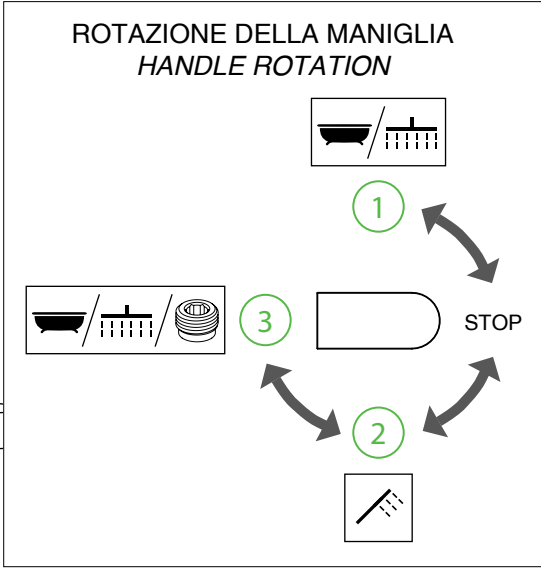 ROTAZIONE DELLA MANIGLIA
HANDLE ROTATION
1
3
STOP
2